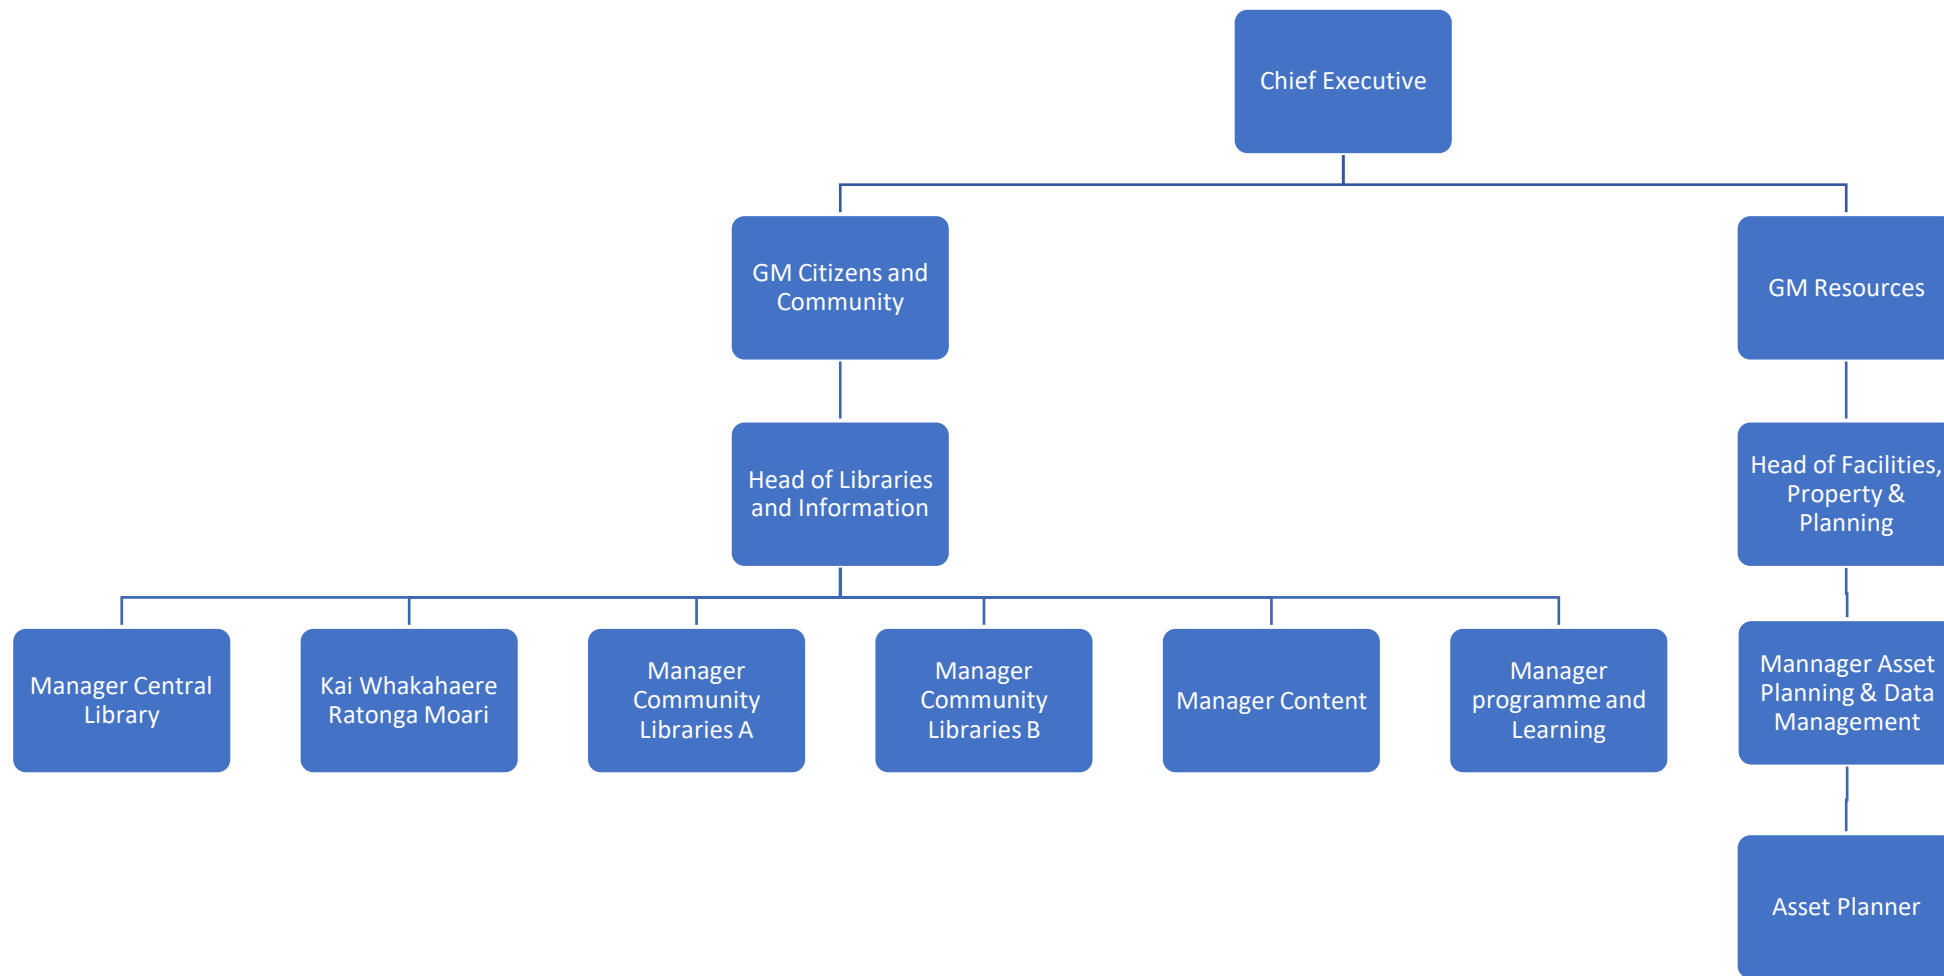 Chief Executive
GM Citizens and
Community
GM Resources
Head of Libraries
and Information
Head of Facilities,
Property &
Planning
Manager Central
Library
Kai Whakahaere
Ratonga Moari
Manager
Community
Libraries A
Manager
Community
Libraries B
Manager Content
Manager
programme and
Learning
Mannager Asset
Planning & Data
Management
Asset Planner